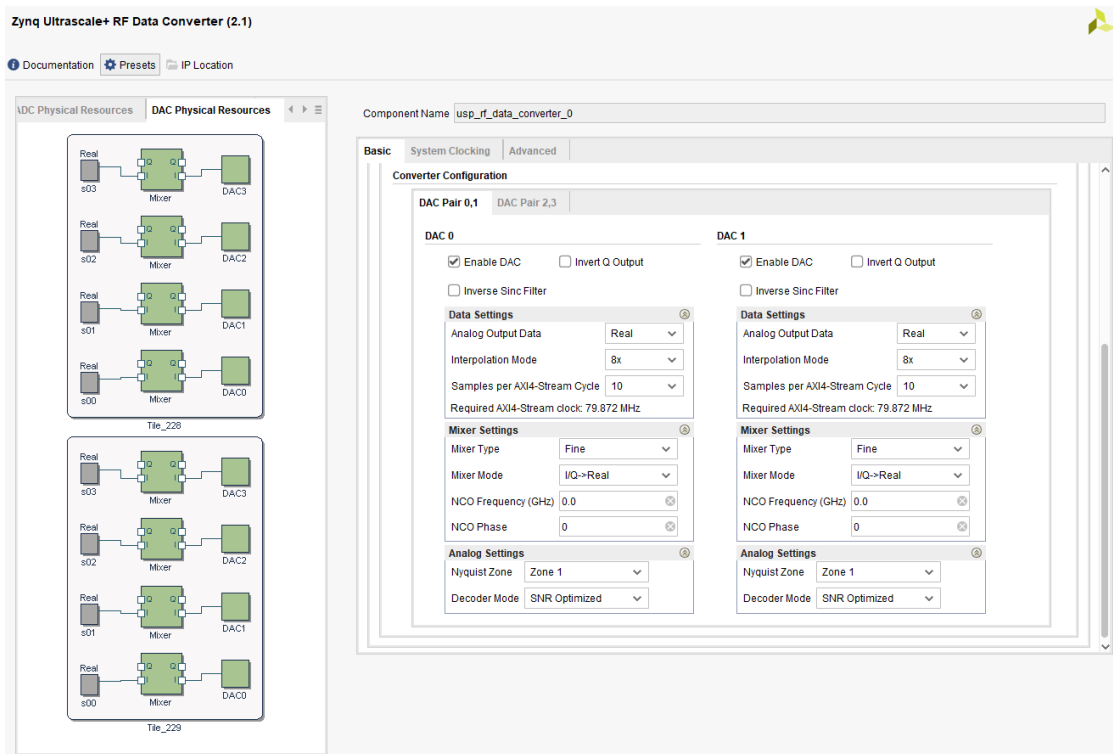 Zynq Ultrascale+ RF Data Converter (2.1)
Documentation Presets IP Location
ADC Physical Resources DAC Physical Resources
Real
s03
Q Q
I I
Mixer
DAC3
Real
s02
Q Q
I I
Mixer
DAC2
Real
s01
Q Q
I I
Mixer
DAC1
Real
s00
Q Q
I I
Mixer
DAC0
Tile_228
Real
s03
Q Q
I I
Mixer
DAC3
Real
s02
Q Q
I I
Mixer
DAC2
Real
s01
Q Q
I I
Mixer
DAC1
Real
s00
Q Q
I I
Mixer
DAC0
Tile_229
Component Name usp_rf_data_converter_0
Basic System Clocking Advanced
Converter Configuration
DAC Pair 0,1 DAC Pair 2,3
DAC 0
Enable DAC Invert Q Output
Inverse Sinc Filter
Data Settings
Analog Output Data Real
Interpolation Mode 8x
Samples per AXI4-Stream Cycle 10
Required AXI4-Stream clock: 79.872 MHz
Mixer Settings
Mixer Type Fine
Mixer Mode I/Q->Real
NCO Frequency (GHz) 0.0
NCO Phase 0
Analog Settings
Nyquist Zone Zone 1
Decoder Mode SNR Optimized
DAC 1
Enable DAC Invert Q Output
Inverse Sinc Filter
Data Settings
Analog Output Data Real
Interpolation Mode 8x
Samples per AXI4-Stream Cycle 10
Required AXI4-Stream clock: 79.872 MHz
Mixer Settings
Mixer Type Fine
Mixer Mode I/Q->Real
NCO Frequency (GHz) 0.0
NCO Phase 0
Analog Settings
Nyquist Zone Zone 1
Decoder Mode SNR Optimized